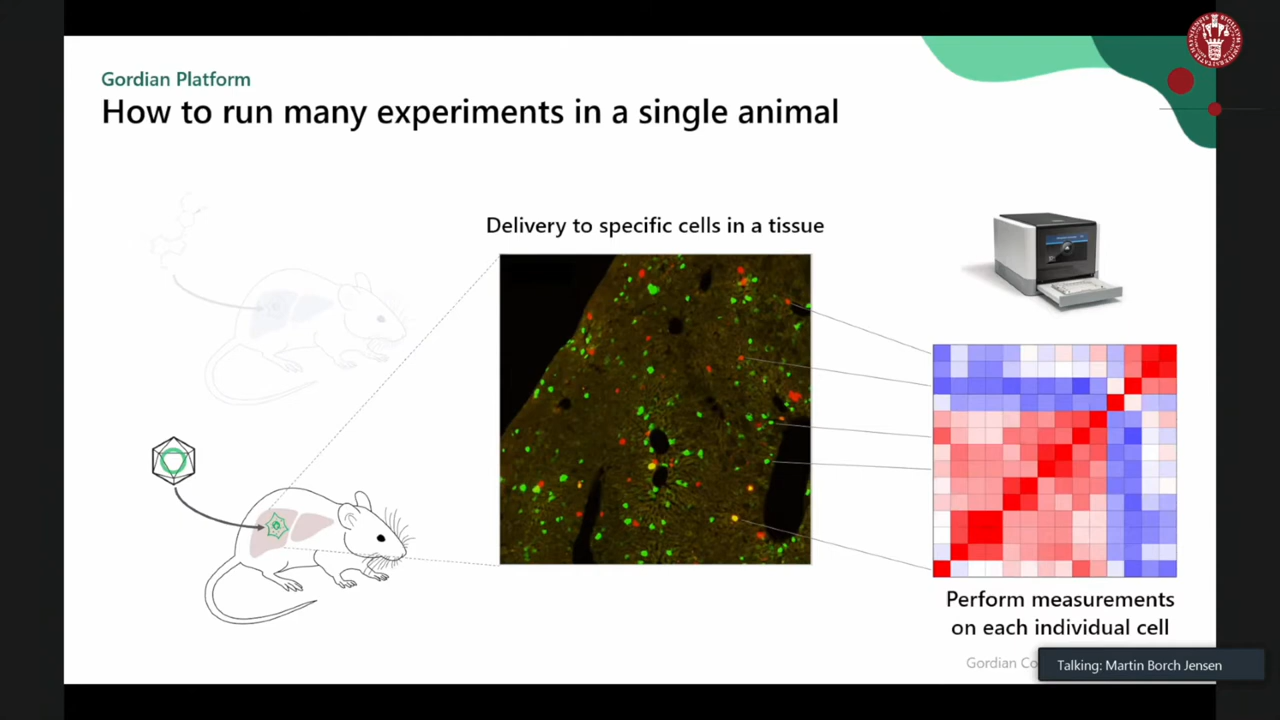 Gordian Platform
How to run many experiments in a single animal
Delivery to specific cells in a tissue
Perform measurements
on each individual cell
Gordian
Talking: Martin Borch Jensen